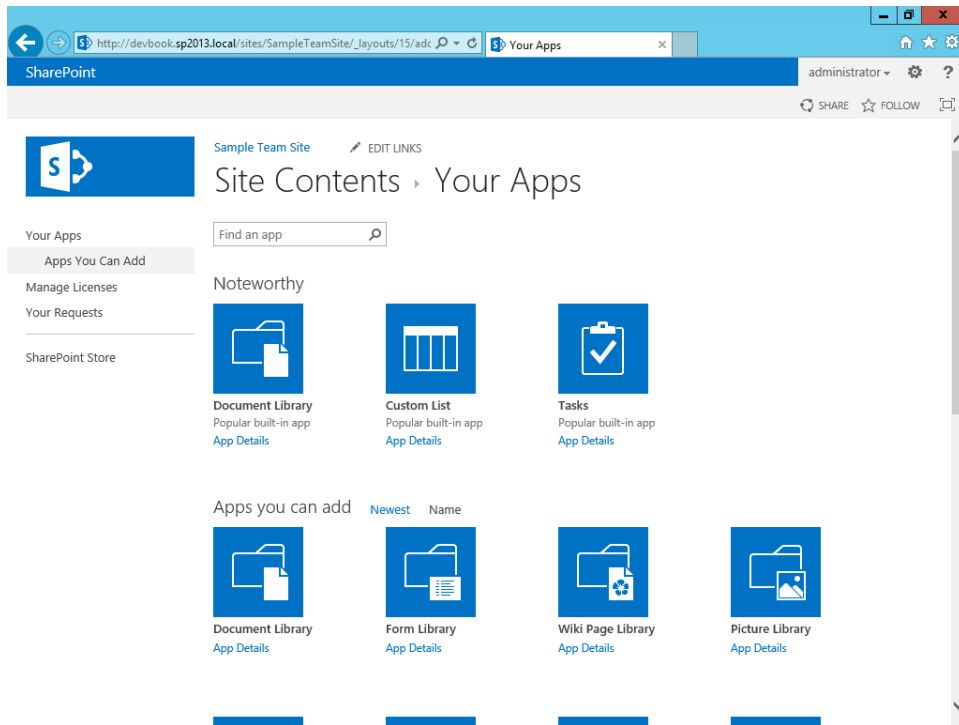 http://devbook.sp2013.local/sites/SampleTeamSite/_layouts/15/adc
Your Apps
SharePoint
administrator
?
SHARE
FOLLOW
S
Sample Team Site
EDIT LINKS
Site Contents › Your Apps
Find an app
Your Apps
Apps You Can Add
Manage Licenses
Your Requests
SharePoint Store
Noteworthy
Document Library
Popular built-in app
App Details
Custom List
Popular built-in app
App Details
Tasks
Popular built-in app
App Details
Apps you can add
Newest
Name
Document Library
App Details
Form Library
App Details
Wiki Page Library
App Details
Picture Library
App Details